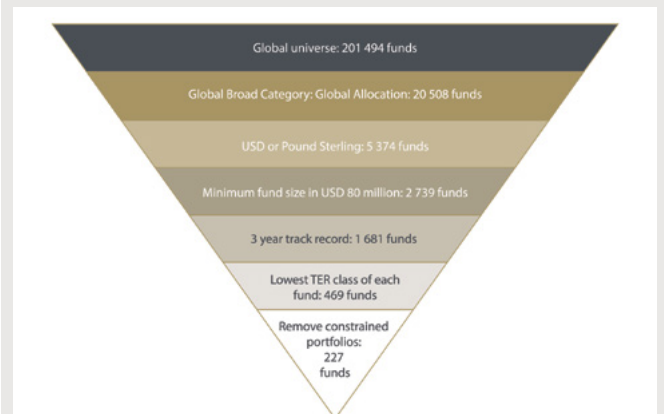 Global universe: 201 494 funds
Global Broad Category: Global Allocation: 20 508 funds
USD or Pound Sterling: 5 374 funds
Minimum fund size in USD 80 million: 2 739 funds
3 year track record: 1 681 funds
Lowest TER class of each
fund: 469 funds
Remove constrained
portfolios:
227
funds